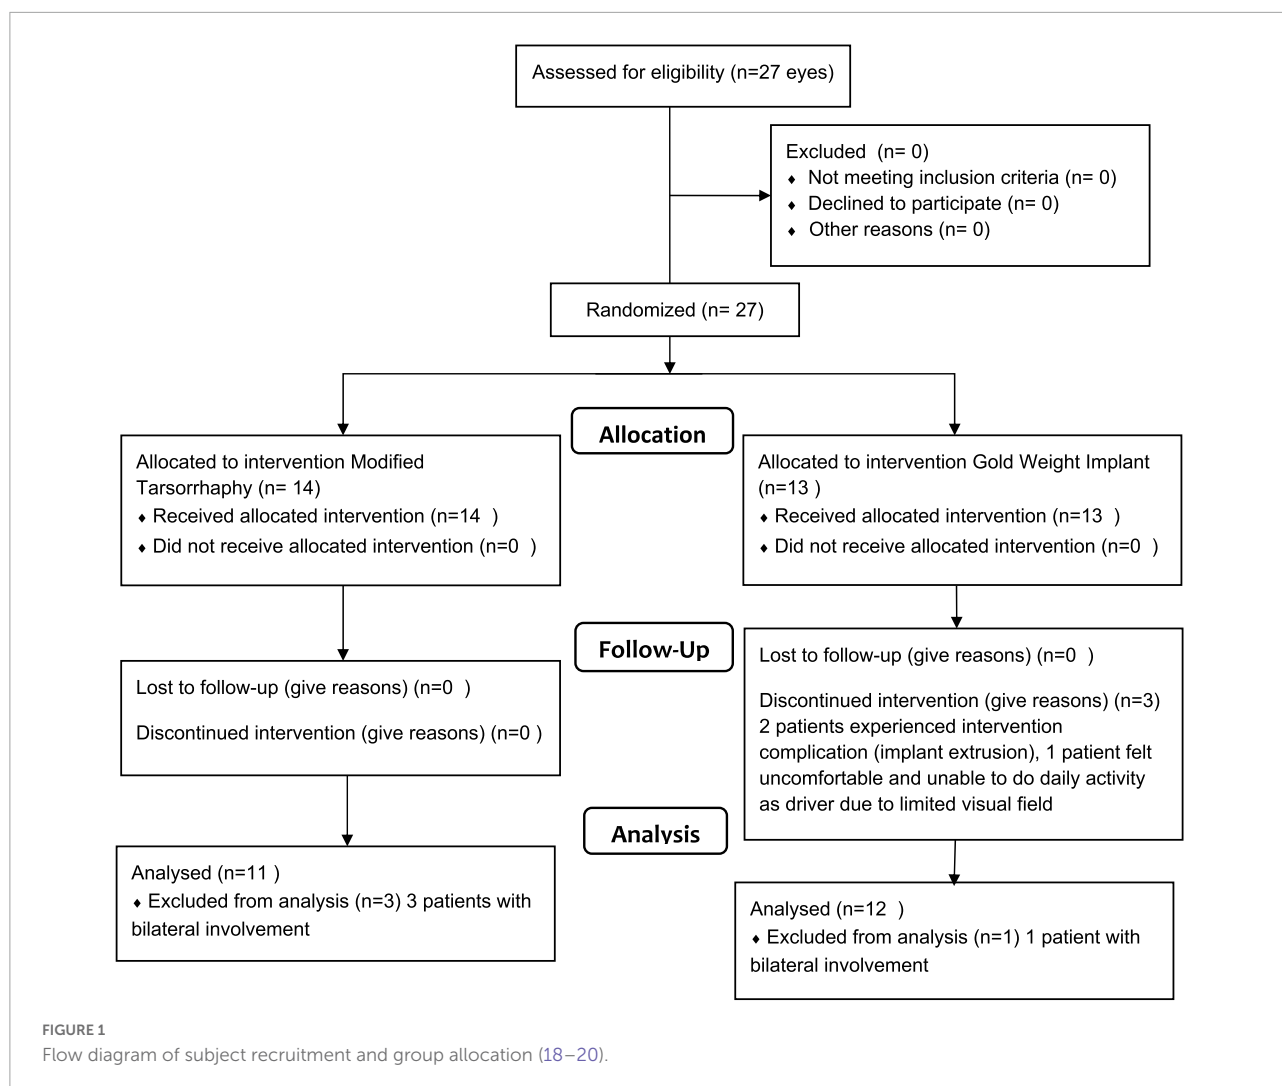 Assessed for eligibility (n=27 eyes)
Excluded (n= 0)
♦ Not meeting inclusion criteria (n= 0)
♦ Declined to participate (n= 0)
♦ Other reasons (n= 0)
Randomized (n= 27)
Allocation
Allocated to intervention Modified
Tarsorrhaphy (n= 14)
♦ Received allocated intervention (n=14 )
♦ Did not receive allocated intervention (n=0 )
Allocated to intervention Gold Weight Implant
(n=13 )
♦ Received allocated intervention (n=13 )
♦ Did not receive allocated intervention (n=0 )
Follow-Up
Lost to follow-up (give reasons) (n=0 )
Discontinued intervention (give reasons) (n=0 )
Lost to follow-up (give reasons) (n=0 )
Discontinued intervention (give reasons) (n=3)
2 patients experienced intervention
complication (implant extrusion), 1 patient felt
uncomfortable and unable to do daily activity
as driver due to limited visual field
Analysis
Analysed (n=11 )
♦ Excluded from analysis (n=3) 3 patients with
bilateral involvement
Analysed (n=12 )
♦ Excluded from analysis (n=1) 1 patient with
bilateral involvement
FIGURE 1
Flow diagram of subject recruitment and group allocation (18–20).